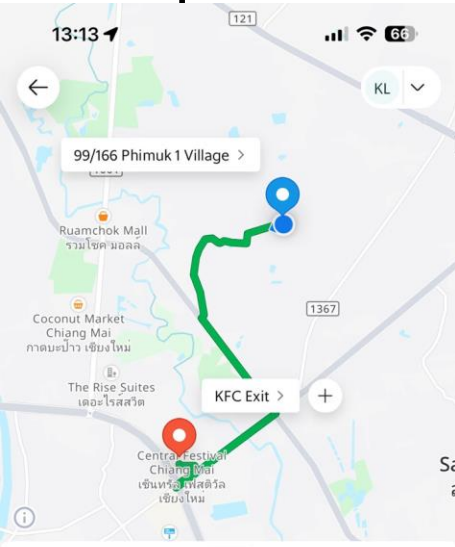 121
13:13
66
KL
99/166 Phimuk 1 Village
Ruamchok Mall
รวมโชค มอลล์
1367
Coconut Market
Chiang Mai
กาดบะป้าว เชียงใหม่
The Rise Suites
เดอะไรส์สวีต
KFC Exit
Central Festival
Chiang Mai
เซ็นทรัล เฟสติวัล
เชียงใหม่
Sa